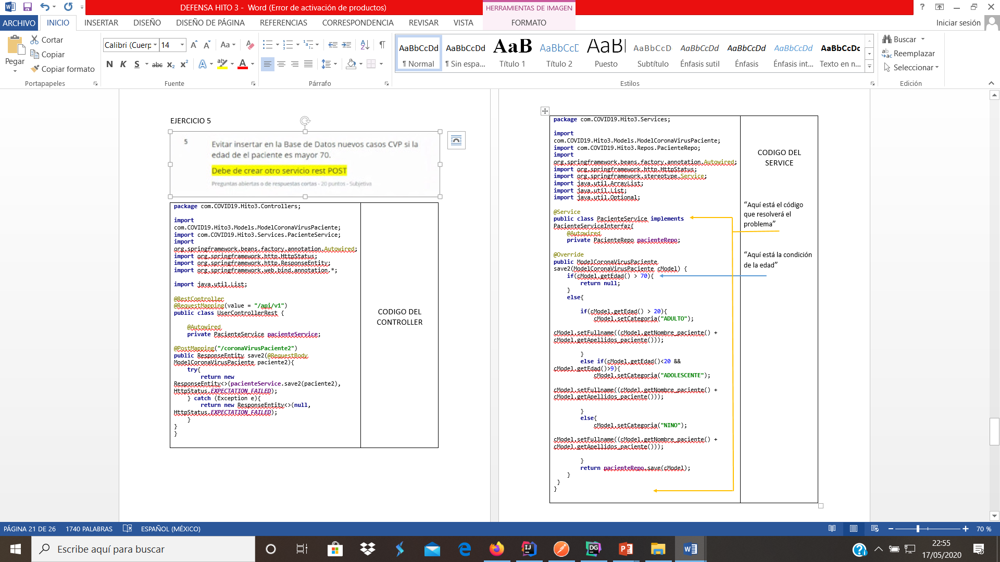 DEFENSA HITO 3 - Word (Error de activación de productos)
HERRAMIENTAS DE IMAGEN
?
ARCHIVO
INICIO
INSERTAR
DISEÑO
DISEÑO DE PÁGINA
REFERENCIAS
CORRESPONDENCIA
REVISAR
VISTA
FORMATO
Iniciar sesión
Pegar
Cortar
Copiar
Copiar formato
Portapapeles
Calibri (Cuerp
14
Aa
N K S abc x₂ x²
A
ab
A
Fuente
Párrafo
AaBbCcDd
¶ Normal
AaBbCcDd
¶ Sin espa...
AaB
Título 1
AaBbCcD
Título 2
AaB
Puesto
AaBbCcD
Subtítulo
AaBbCcDd
Énfasis sutil
AaBbCcDd
Énfasis
AaBbCcDd
Énfasis int...
AaBbCcDc
Texto en n...
Estilos
Buscar
Reemplazar
Seleccionar
Edición
EJERCICIO 5
5
Evitar insertar en la Base de Datos nuevos casos CVP si la
edad de el paciente es mayor 70.
Debe de crear otro servicio rest POST
Preguntas abiertas o de respuestas cortas - 20 puntos - Subjetiva
package com.COVID19.Hito3.Controllers;
import
com.COVID19.Hito3.Models.ModelCoronaVirusPaciente;
import com.COVID19.Hito3.Services.PacienteService;
import
org.springframework.beans.factory.annotation.Autowired;
import org.springframework.http.HttpStatus;
import org.springframework.http.ResponseEntity;
import org.springframework.web.bind.annotation.*;
import java.util.List;
@RestController
@RequestMapping(value = "/api/v1")
public class UserControllerRest {
@Autowired
private PacienteService pacienteService;
@PostMapping("/coronaVirusPaciente2")
public ResponseEntity save2(@RequestBody
ModelCoronaVirusPaciente paciente2){
try{
return new
ResponseEntity<>(pacienteService.save2(paciente2),
HttpStatus.EXPECTATION_FAILED);
} catch (Exception e){
return new ResponseEntity<>(null,
HttpStatus.EXPECTATION_FAILED);
}
}
}
CODIGO DEL
CONTROLLER
package com.COVID19.Hito3.Services;
import
com.COVID19.Hito3.Models.ModelCoronaVirusPaciente;
import com.COVID19.Hito3.Repos.PacienteRepo;
import
org.springframework.beans.factory.annotation.Autowired;
import org.springframework.http.HttpStatus;
import org.springframework.stereotype.Service;
import java.util.ArrayList;
import java.util.List;
import java.util.Optional;
@Service
public class PacienteService implements
PacienteServiceInterfaz{
@Autowired
private PacienteRepo pacienteRepo;
@Override
public ModelCoronaVirusPaciente
save2(ModelCoronaVirusPaciente cModel) {
if(cModel.getEdad() > 70){
return null;
}
else{
if(cModel.getEdad() > 20){
cModel.setCategoria("ADULTO");
cModel.setFullname((cModel.getNombre_paciente() +
cModel.getApellidos_paciente()));
}
else if(cModel.getEdad()<20 &&
cModel.getEdad()>9){
cModel.setCategoria("ADOLESCENTE");
cModel.setFullname((cModel.getNombre_paciente() +
cModel.getApellidos_paciente()));
}
else{
cModel.setCategoria("NINO");
cModel.setFullname((cModel.getNombre_paciente() +
cModel.getApellidos_paciente()));
}
return pacienteRepo.save(cModel);
}
}
}
CODIGO DEL
SERVICE
“Aquí está el código
que resolverá el
problema”
“Aquí está la condición
de la edad”
PÁGINA 21 DE 26
1740 PALABRAS
ESPAÑOL (MÉXICO)
70 %
Escribe aquí para buscar
22:55
17/05/2020